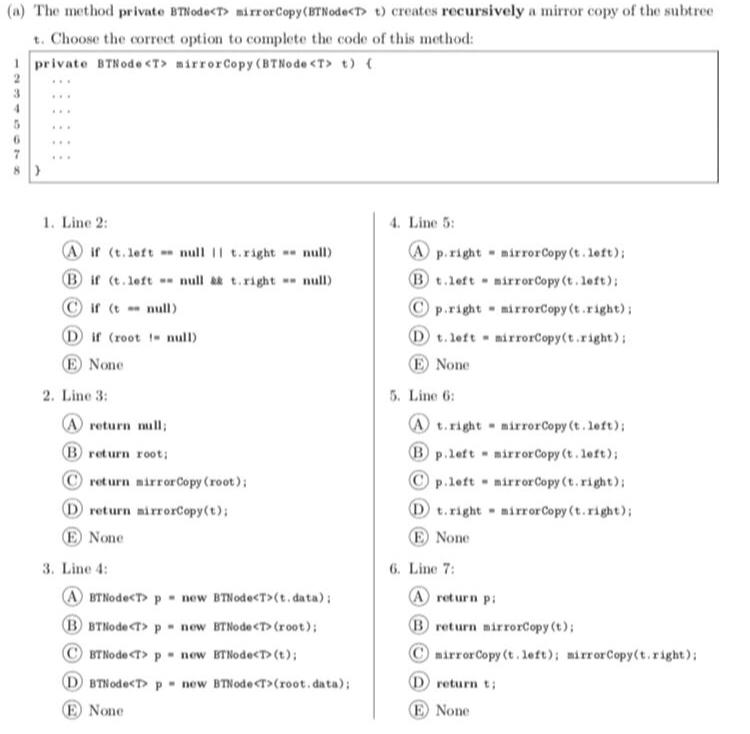 (a) The method private BTNode<T> mirrorCopy(BTNode<T> t) creates recursively a mirror copy of the subtree
t. Choose the correct option to complete the code of this method:
1 private BTNode<T> mirrorCopy(BTNode<T> t) {
2 ...
3 ...
4 ...
5 ...
6 ...
7 ...
8 }
1. Line 2:
A if (t.left == null || t.right == null)
B if (t.left == null && t.right == null)
C if (t == null)
D if (root != null)
E None
2. Line 3:
A return null;
B return root;
C return mirrorCopy(root);
D return mirrorCopy(t);
E None
3. Line 4:
A BTNode<T> p = new BTNode<T>(t.data);
B BTNode<T> p = new BTNode<T>(root);
C BTNode<T> p = new BTNode<T>(t);
D BTNode<T> p = new BTNode<T>(root.data);
E None
4. Line 5:
A p.right = mirrorCopy(t.left);
B t.left = mirrorCopy(t.left);
C p.right = mirrorCopy(t.right);
D t.left = mirrorCopy(t.right);
E None
5. Line 6:
A t.right = mirrorCopy(t.left);
B p.left = mirrorCopy(t.left);
C p.left = mirrorCopy(t.right);
D t.right = mirrorCopy(t.right);
E None
6. Line 7:
A return p;
B return mirrorCopy(t);
C mirrorCopy(t.left); mirrorCopy(t.right);
D return t;
E None